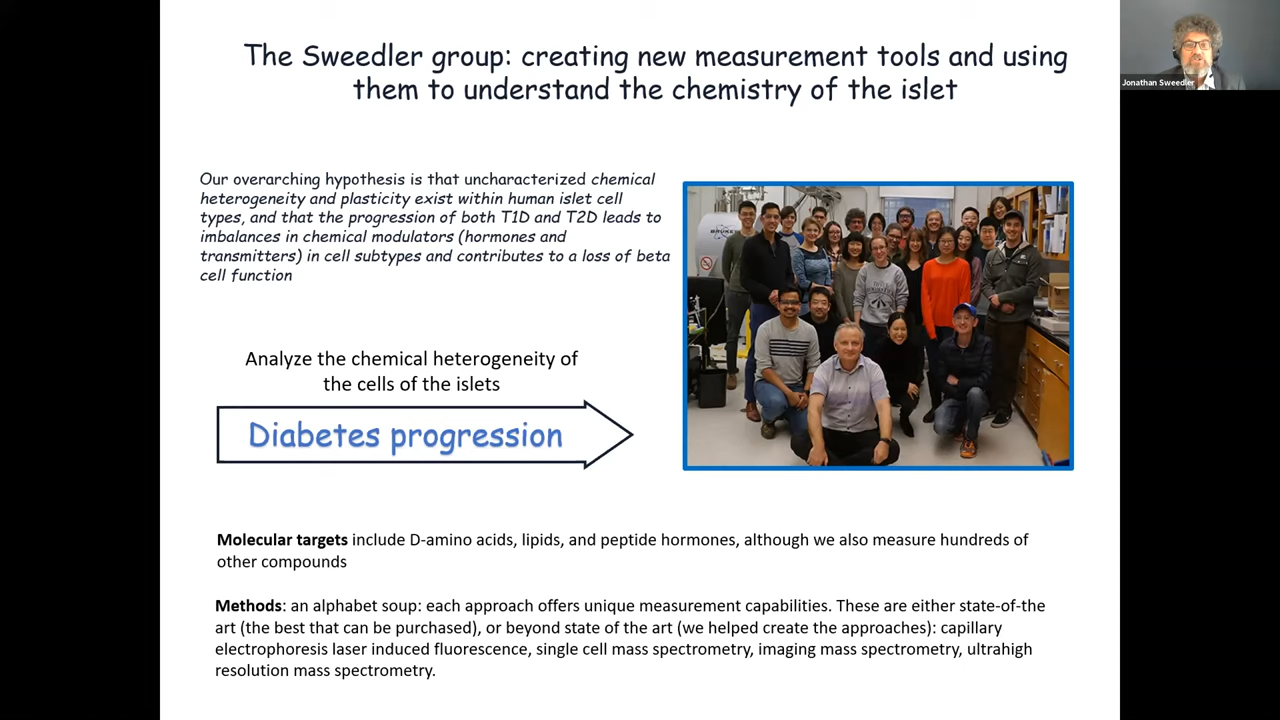 The Sweedler group: creating new measurement tools and using
them to understand the chemistry of the islet
Jonathan Sweedler
Our overarching hypothesis is that uncharacterized chemical
heterogeneity and plasticity exist within human islet cell
types, and that the progression of both T1D and T2D leads to
imbalances in chemical modulators (hormones and
transmitters) in cell subtypes and contributes to a loss of beta
cell function
Analyze the chemical heterogeneity of
the cells of the islets
Diabetes progression
Molecular targets include D-amino acids, lipids, and peptide hormones, although we also measure hundreds of
other compounds
Methods: an alphabet soup: each approach offers unique measurement capabilities. These are either state-of-the
art (the best that can be purchased), or beyond state of the art (we helped create the approaches): capillary
electrophoresis laser induced fluorescence, single cell mass spectrometry, imaging mass spectrometry, ultrahigh
resolution mass spectrometry.